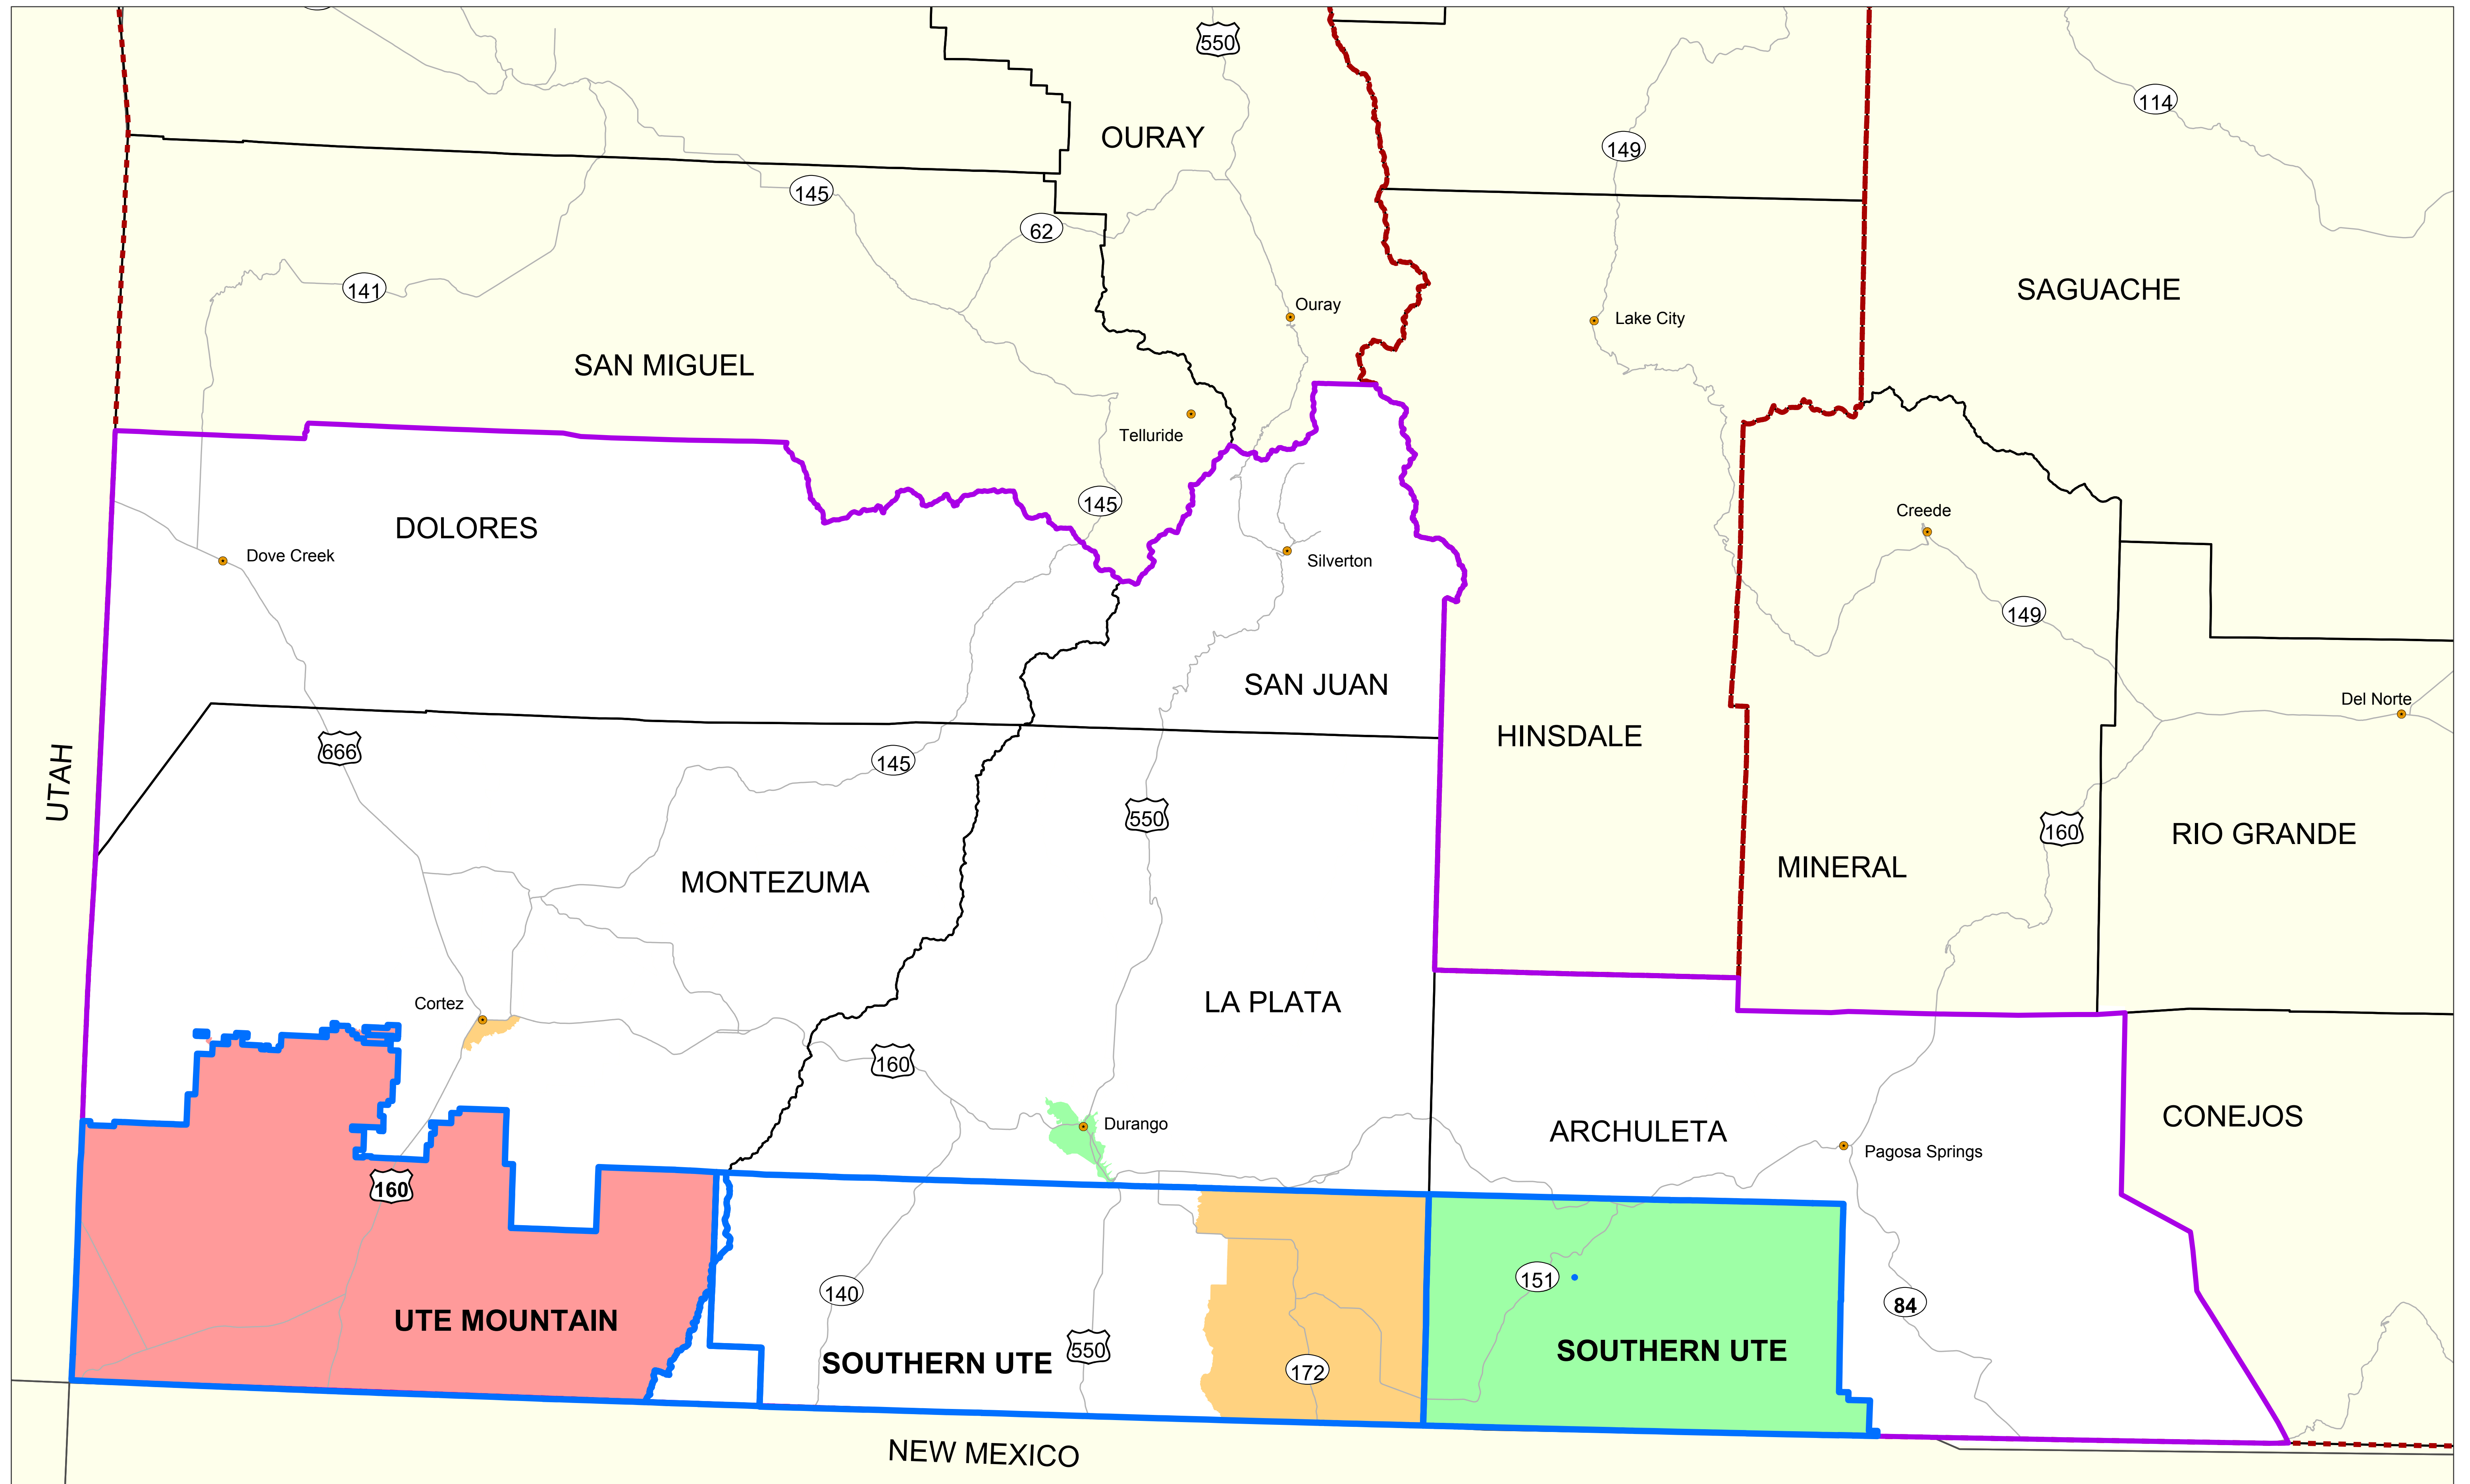 550
114
OURAY
149
145
62
SAGUACHE
141
Ouray
Lake City
SAN MIGUEL
Telluride
145
Creede
DOLORES
Dove Creek
Silverton
149
SAN JUAN
Del Norte
HINSDALE
666
145
UTAH
550
160
RIO GRANDE
MINERAL
MONTEZUMA
Cortez
LA PLATA
160
Durango
ARCHULETA
CONEJOS
Pagosa Springs
160
151
140
84
UTE MOUNTAIN
550
SOUTHERN UTE
SOUTHERN UTE
172
NEW MEXICO